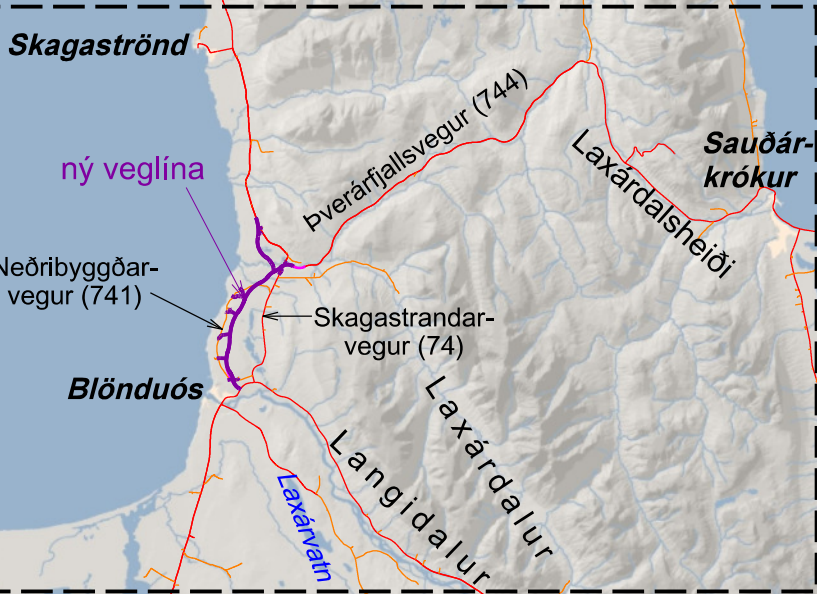 Skagaströnd
Þverárfjallsvegur (744)
Sauðár-
krókur
Laxárdalsheiði
ný veglína
Neðribyggðar-
vegur (741)
Skagastrandar-
vegur (74)
Blönduós
Laxárdalur
Langidalur
Laxárvatn